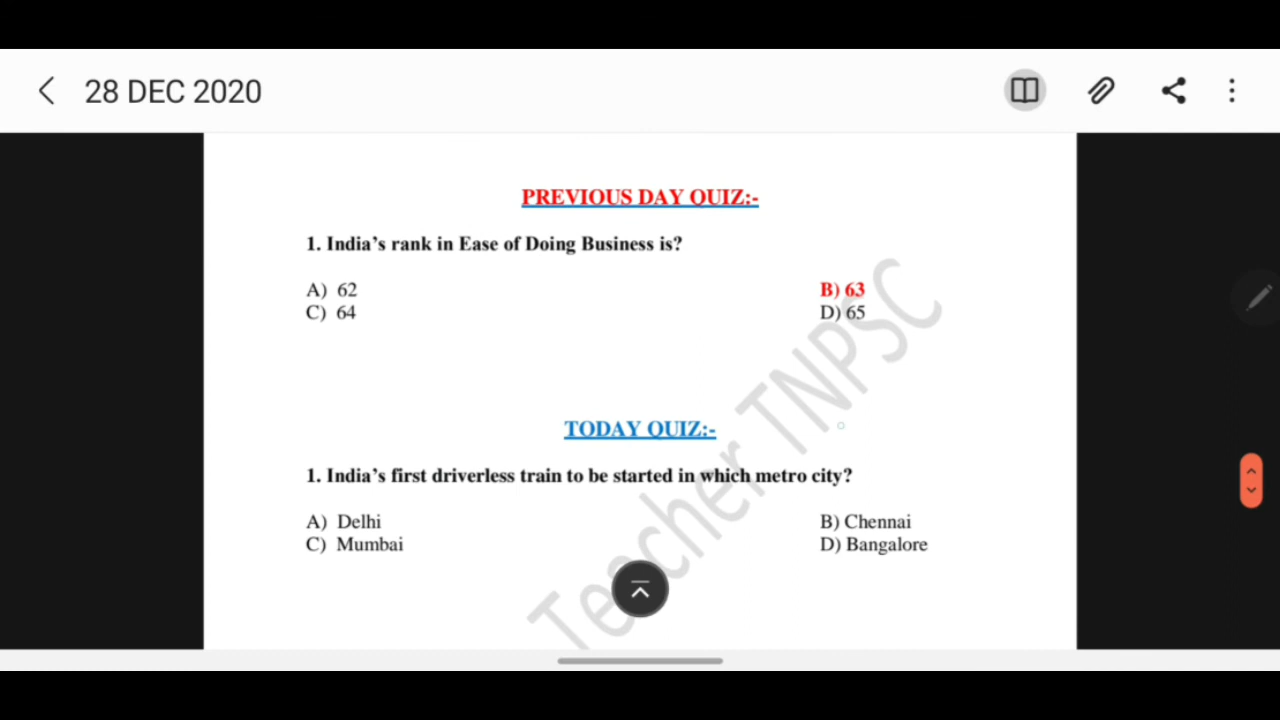 28 DEC 2020
PREVIOUS DAY QUIZ:-
1. India's rank in Ease of Doing Business is?
A) 62 B) 63
C) 64 D) 65
TODAY QUIZ:-
1. India's first driverless train to be started in which metro city?
A) Delhi B) Chennai
C) Mumbai D) Bangalore
Teacher TNPSC